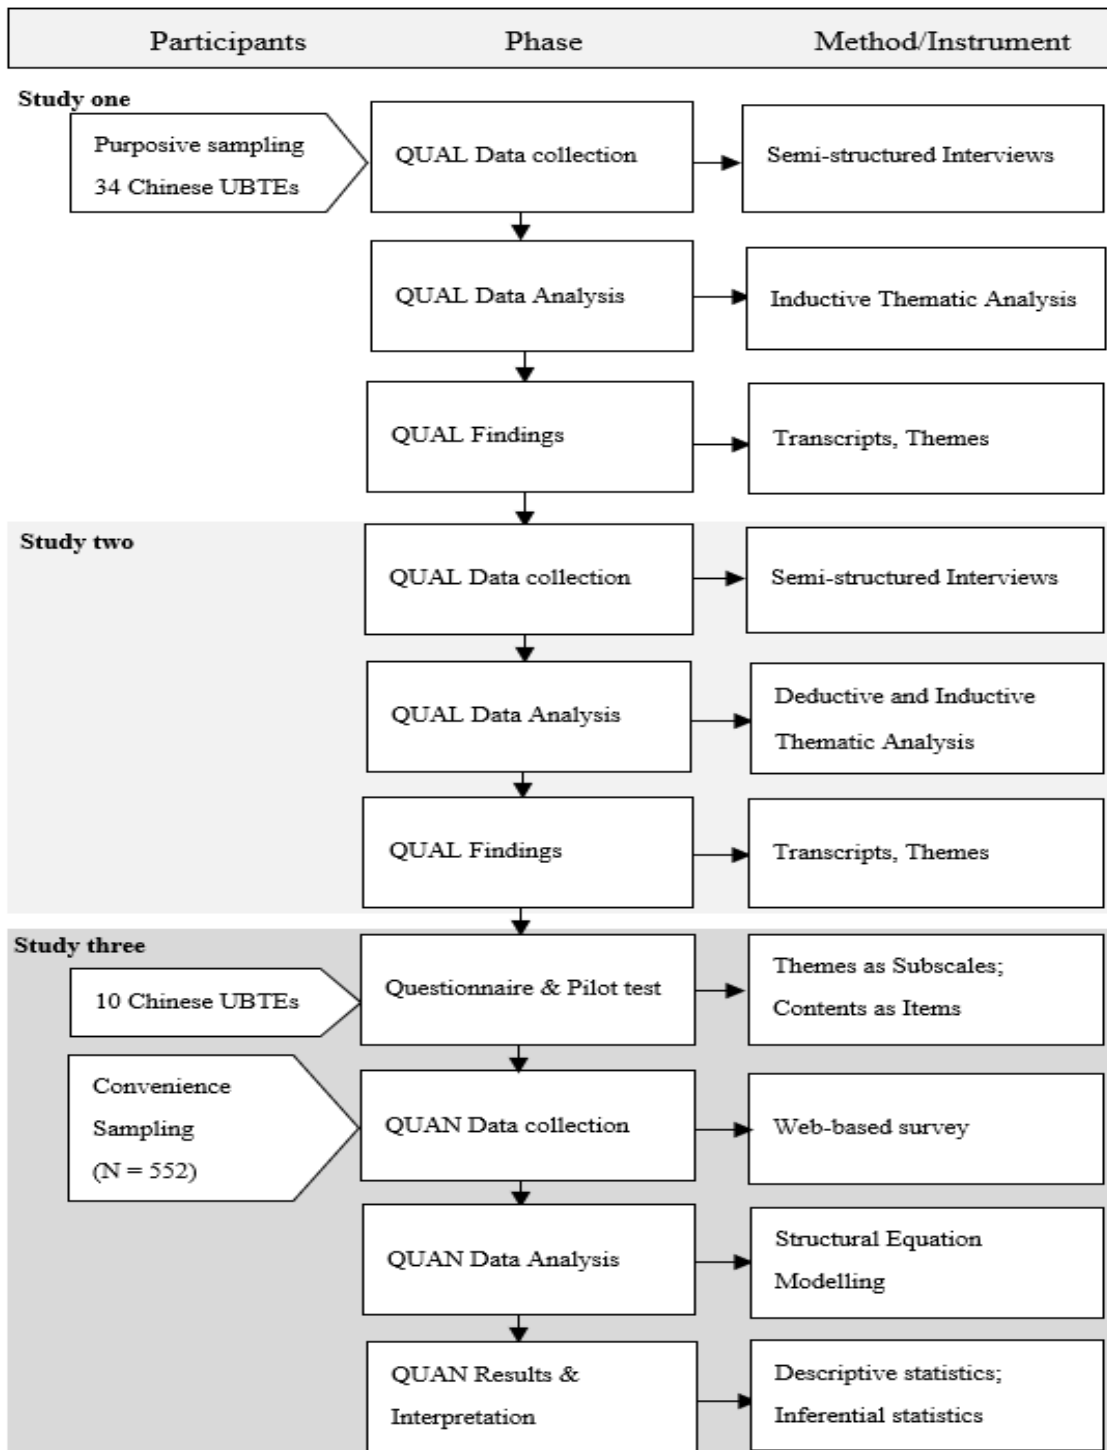 Participants Phase Method/Instrument
Study one
Purposive sampling
34 Chinese UBTEs
QUAL Data collection
Semi-structured Interviews
QUAL Data Analysis
Inductive Thematic Analysis
QUAL Findings
Transcripts, Themes
Study two
QUAL Data collection
Semi-structured Interviews
QUAL Data Analysis
Deductive and Inductive
Thematic Analysis
QUAL Findings
Transcripts, Themes
Study three
10 Chinese UBTEs
Questionnaire & Pilot test
Themes as Subscales;
Contents as Items
Convenience
Sampling
(N = 552)
QUAN Data collection
Web-based survey
QUAN Data Analysis
Structural Equation
Modelling
QUAN Results &
Interpretation
Descriptive statistics;
Inferential statistics